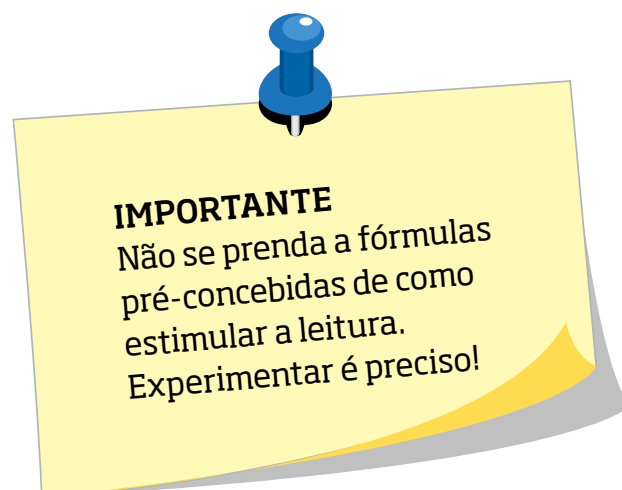 IMPORTANTE
Não se prenda a fórmulas
pré-concebidas de como
estimular a leitura.
Experimentar é preciso!